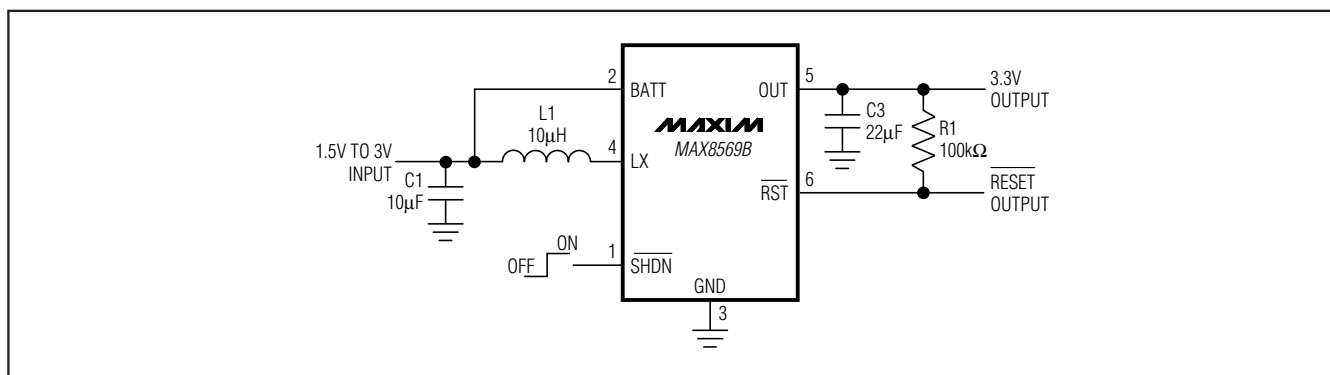 2
BATT
OUT
5
3.3V
OUTPUT
L1
10µH
MAXIM
MAX8569B
C3
22µF
R1
100kΩ
1.5V TO 3V
INPUT
4
LX
C1
10µF
RST
6
RESET
OUTPUT
ON
OFF
1
SHDN
GND
3